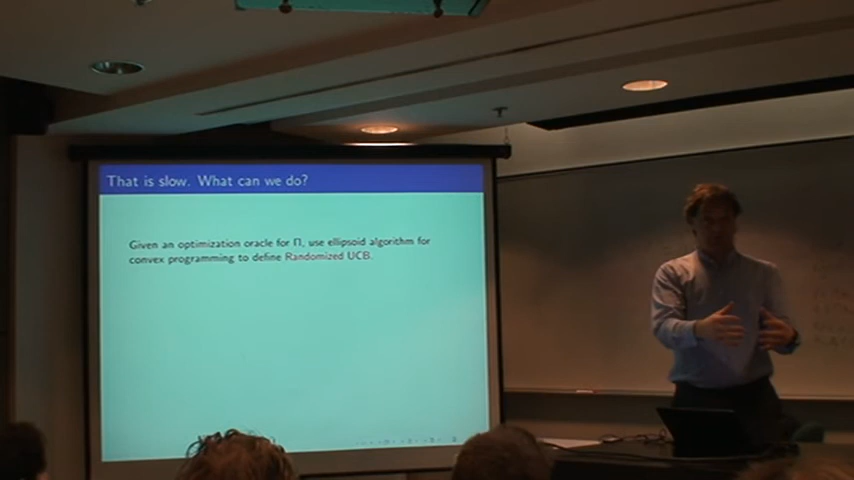 That is slow. What can we do?
Given an optimization oracle for Π, use ellipsoid algorithm for
convex programming to define Randomized UCB.